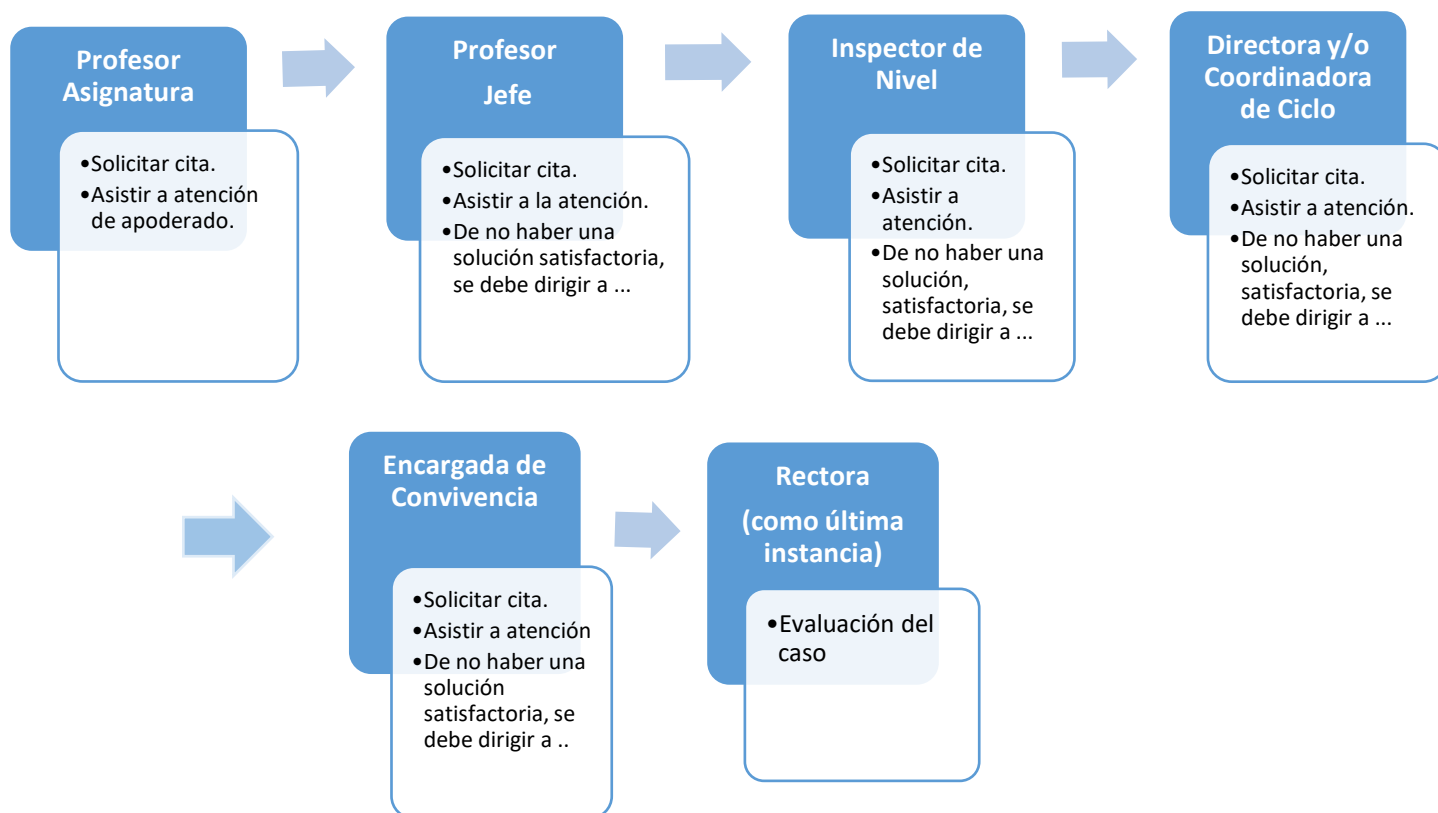 Profesor
Asignatura
•Solicitar cita.
•Asistir a atención
de apoderado.
Profesor
Jefe
•Solicitar cita.
•Asistir a la atención.
•De no haber una
solución satisfactoria,
se debe dirigir a ...
Inspector de
Nivel
•Solicitar cita.
•Asistir a
atención.
•De no haber una
solución,
satisfactoria, se
debe dirigir a ...
Directora y/o
Coordinadora
de Ciclo
•Solicitar cita.
•Asistir a atención.
•De no haber una
solución,
satisfactoria, se
debe dirigir a ...
Encargada de
Convivencia
•Solicitar cita.
•Asistir a atención
•De no haber una
solución
satisfactoria, se
debe dirigir a ..
Rectora
(como última
instancia)
•Evaluación del
caso